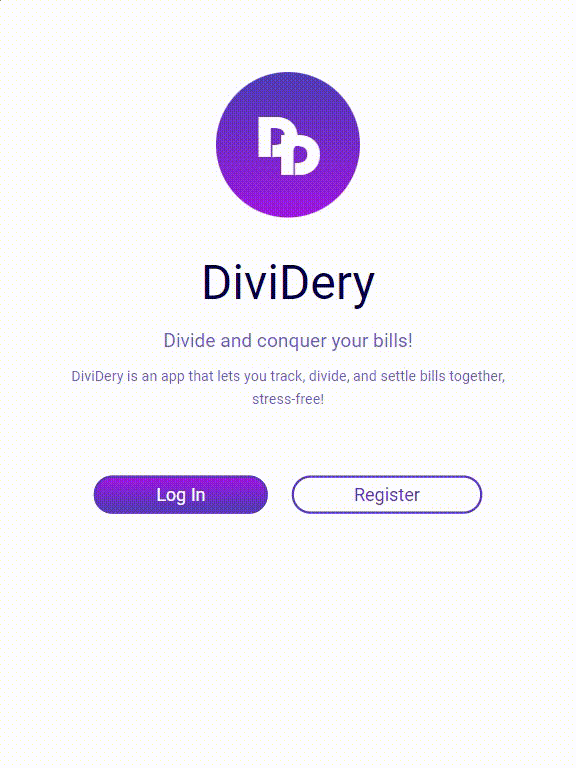 DD
DiviDery
Divide and conquer your bills!
DiviDery is an app that lets you track, divide, and settle bills together,
stress-free!
Log In Register